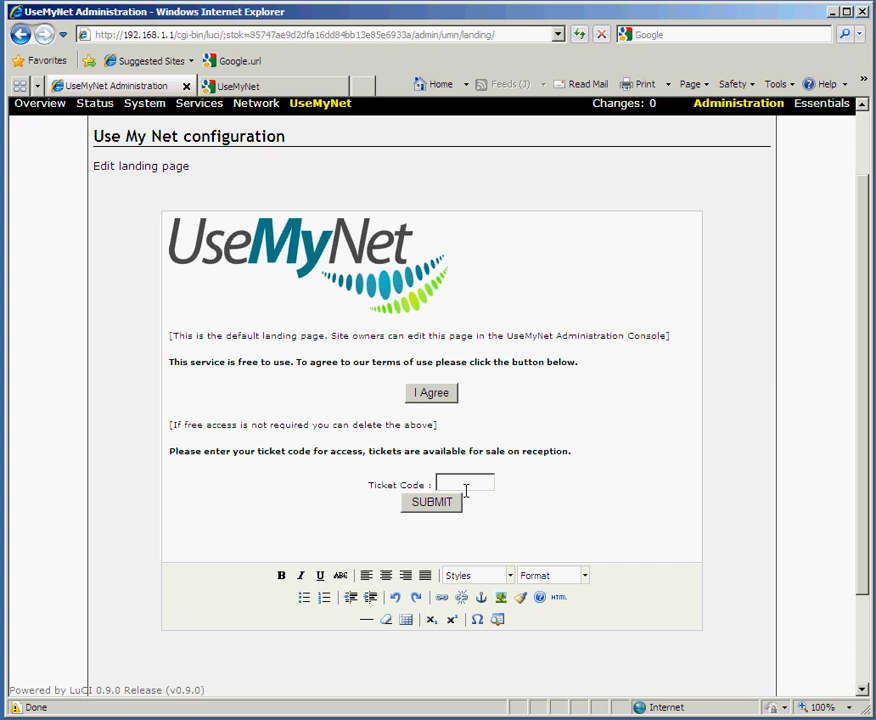 UseMyNet Administration - Windows Internet Explorer
http://192.168.1.1/cgi-bin/luci/;stok=85747ae9d2dfa16dd84bb13e85e6933a/admin/umn/landing/
Google
Favorites Suggested Sites Google.url
UseMyNet Administration UseMyNet Home Feeds (J) Read Mail Print Page Safety Tools Help
Overview Status System Services Network UseMyNet Changes: 0 Administration Essentials
Use My Net configuration
Edit landing page
UseMyNet
[This is the default landing page. Site owners can edit this page in the UseMyNet Administration Console]
This service is free to use. To agree to our terms of use please click the button below.
I Agree
[If free access is not required you can delete the above]
Please enter your ticket code for access, tickets are available for sale on reception.
Ticket Code :
SUBMIT
B I U ABC Styles Format
HTML
x₂ x²
Powered by LuCI 0.9.0 Release (v0.9.0)
Done Internet 100%